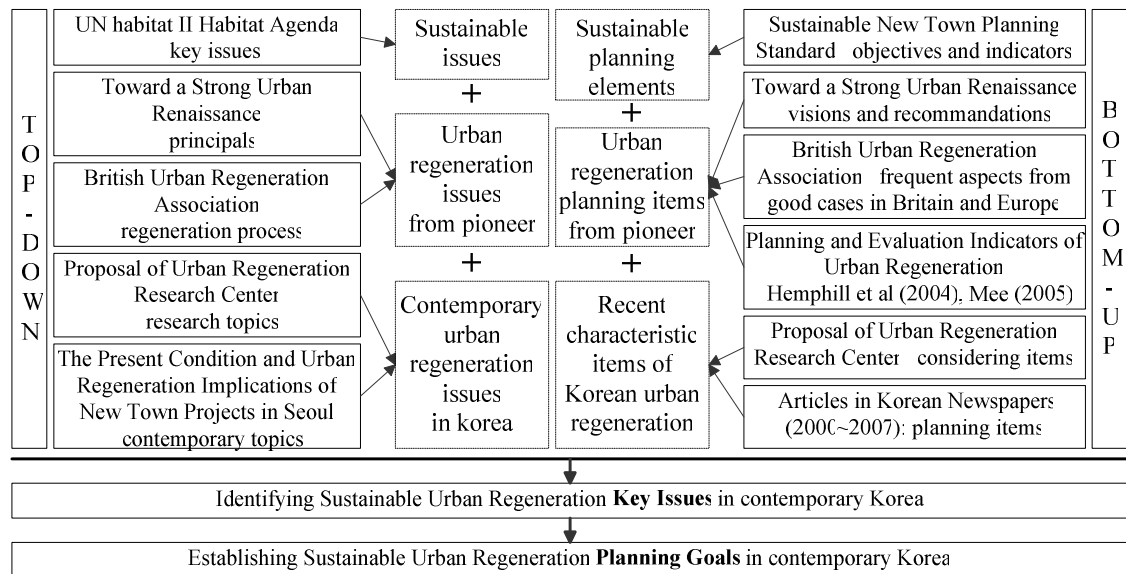 TOP-DOWN
UN habitat II Habitat Agenda
key issues
Toward a Strong Urban
Renaissance
principals
British Urban Regeneration
Association
regeneration process
Proposal of Urban Regeneration
Research Center
research topics
The Present Condition and Urban
Regeneration Implications of
New Town Projects in Seoul
contemporary topics
Sustainable
issues
+
Urban
regeneration
issues
from pioneer
+
Contemporary
urban
regeneration
issues
in korea
Sustainable
planning
elements
+
Urban
regeneration
planning items
from pioneer
+
Recent
characteristic
items of
Korean urban
regeneration
Sustainable New Town Planning
Standard objectives and indicators
Toward a Strong Urban Renaissance
visions and recommandations
British Urban Regeneration
Association frequent aspects from
good cases in Britain and Europe
Planning and Evaluation Indicators of
Urban Regeneration
Hemphill et al (2004), Mee (2005)
Proposal of Urban Regeneration
Research Center considering items
Articles in Korean Newspapers
(2000~2007): planning items
BOTTOM-UP
Identifying Sustainable Urban Regeneration Key Issues in contemporary Korea
Establishing Sustainable Urban Regeneration Planning Goals in contemporary Korea